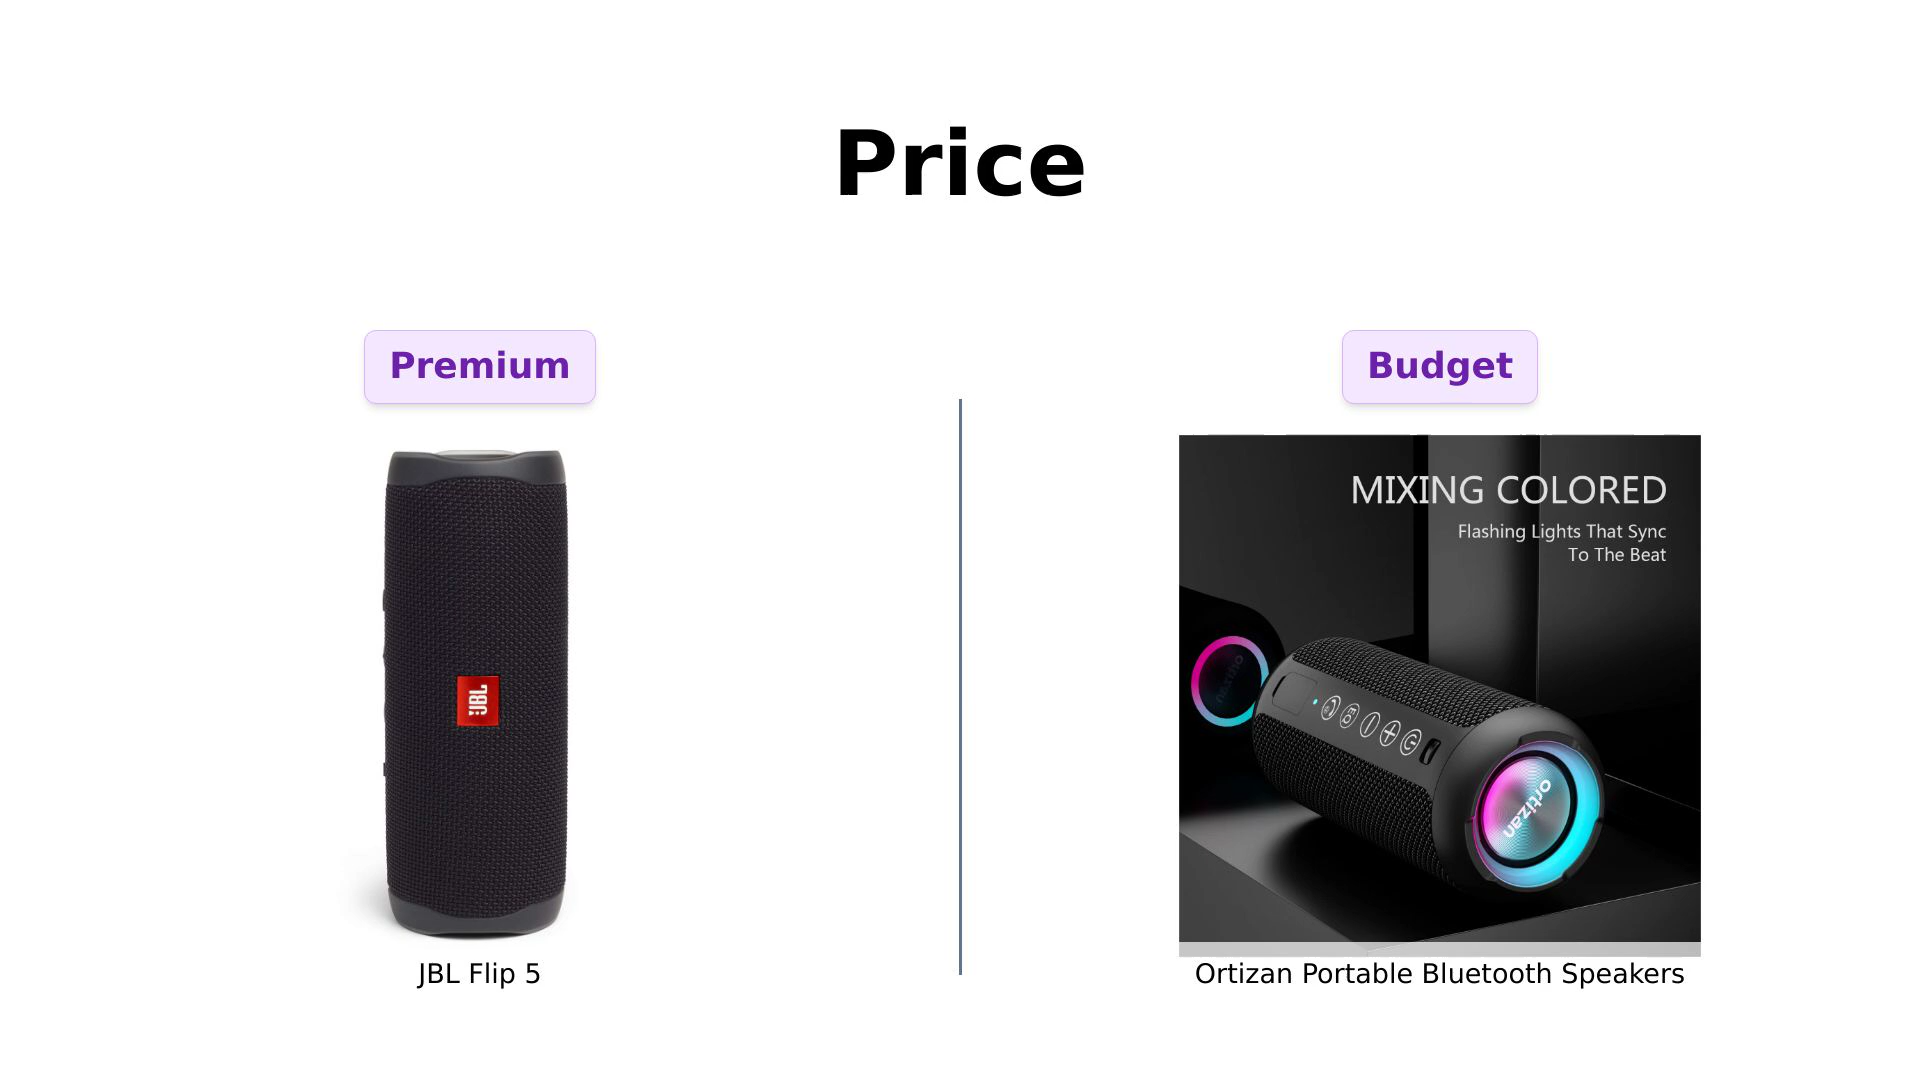 Price
Premium
Budget
JBL
MIXING COLORED
Flashing Lights That Sync
To The Beat
ortizan
ortizan
JBL Flip 5
Ortizan Portable Bluetooth Speakers